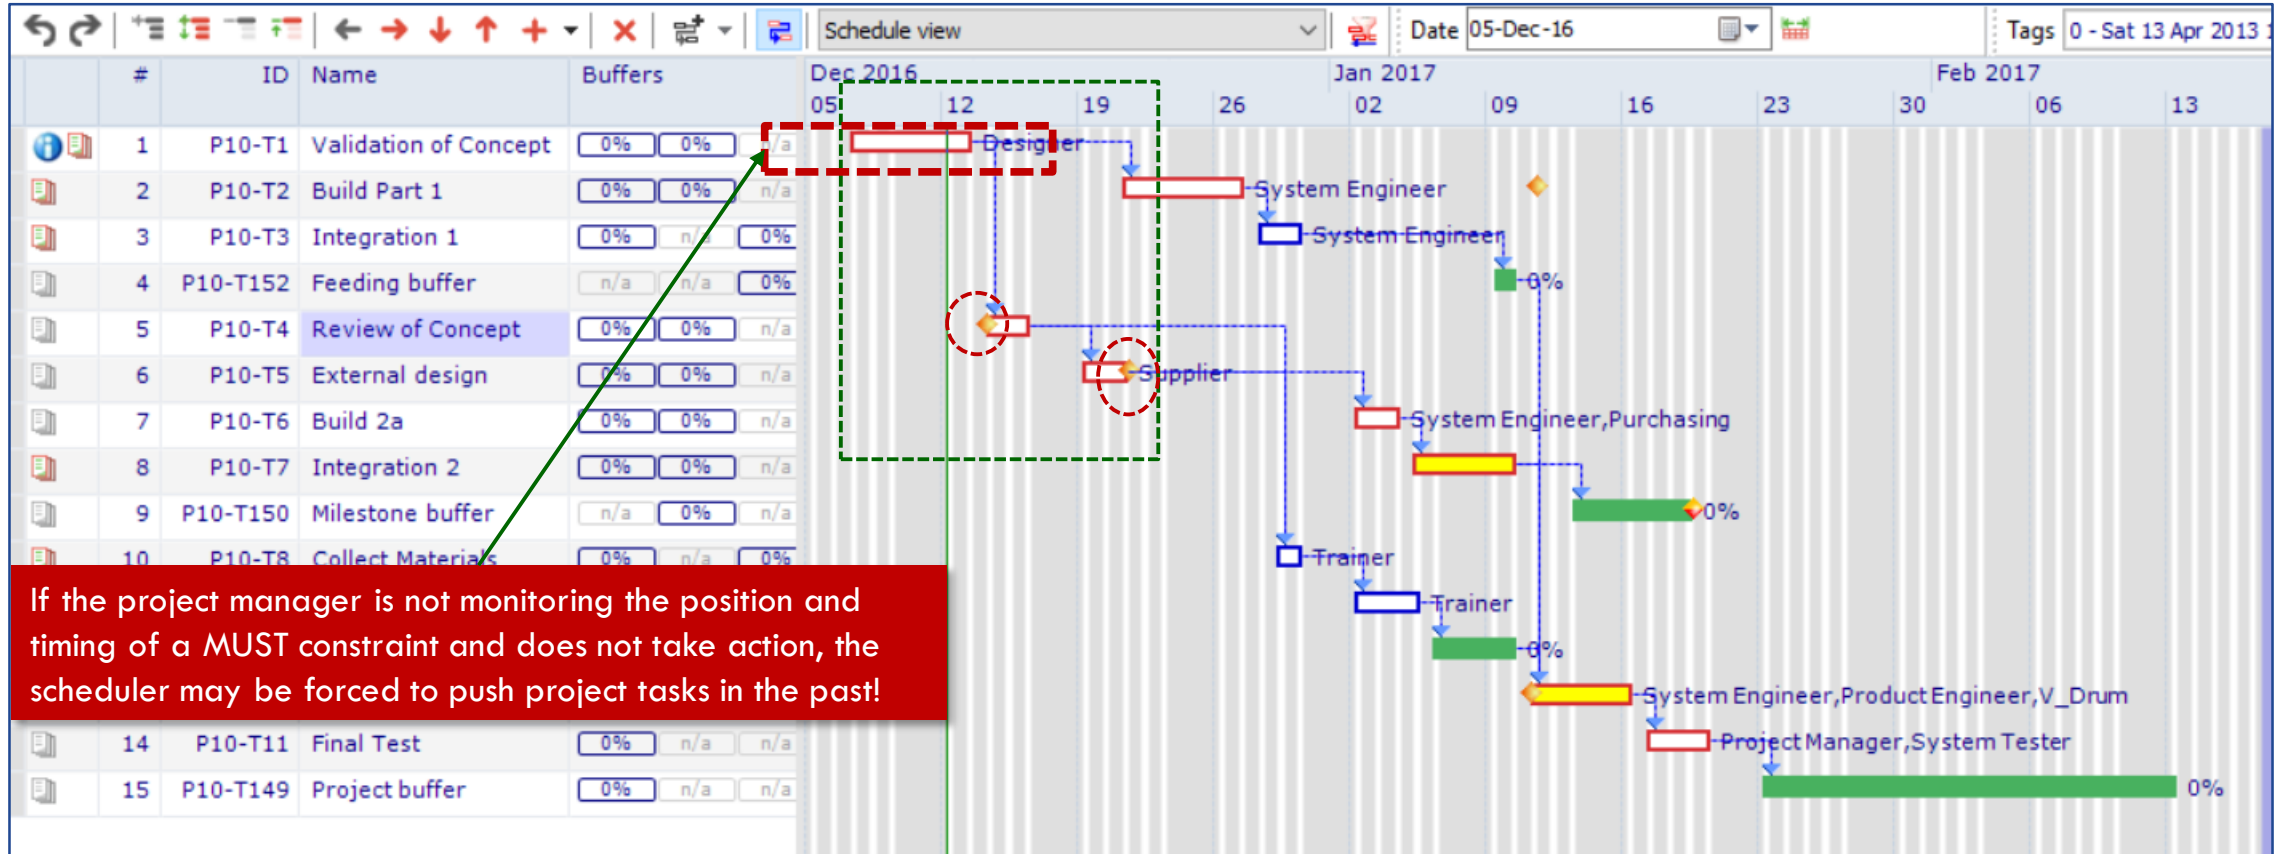 Schedule view Date 05-Dec-16 Tags 0 - Sat 13 Apr 2013
# ID Name Buffers Dec 2016 Jan 2017 Feb 2017
05 12 19 26 02 09 16 23 30 06 13
1 P10-T1 Validation of Concept 0% 0% n/a Designer
2 P10-T2 Build Part 1 0% 0% n/a System Engineer
3 P10-T3 Integration 1 0% n/a 0% System Engineer
4 P10-T152 Feeding buffer n/a n/a 0% 0%
5 P10-T4 Review of Concept 0% 0% n/a
6 P10-T5 External design 0% 0% n/a Supplier
7 P10-T6 Build 2a 0% 0% n/a System Engineer,Purchasing
8 P10-T7 Integration 2 0% 0% n/a
9 P10-T150 Milestone buffer n/a 0% n/a 0%
10 P10-T8 Collect Materials 0% n/a 0% Trainer
Trainer
0%
If the project manager is not monitoring the position and
timing of a MUST constraint and does not take action, the
scheduler may be forced to push project tasks in the past!
System Engineer,Product Engineer,V_Drum
14 P10-T11 Final Test 0% n/a n/a Project Manager,System Tester
15 P10-T149 Project buffer 0% n/a n/a 0%